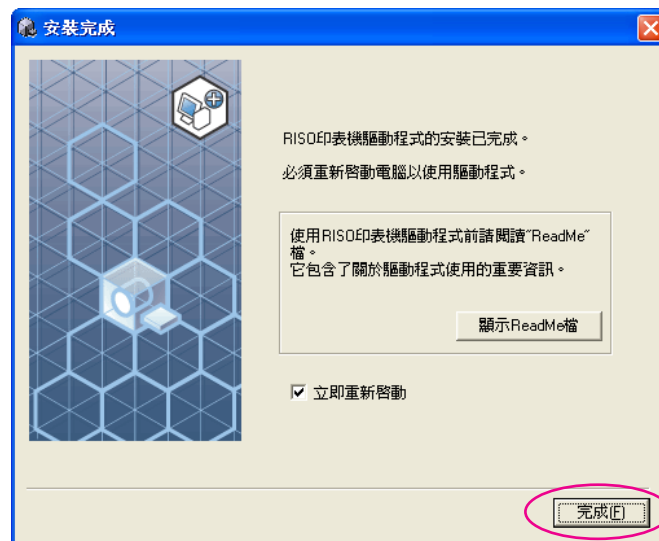 安裝完成
RISO印表機驅動程式的安裝已完成。
必須重新啓動電腦以使用驅動程式。
使用RISO印表機驅動程式前請閱讀"ReadMe"
檔。
它包含了關於驅動程式使用的重要資訊。
顯示ReadMe檔
立即重新啓動
完成(F)